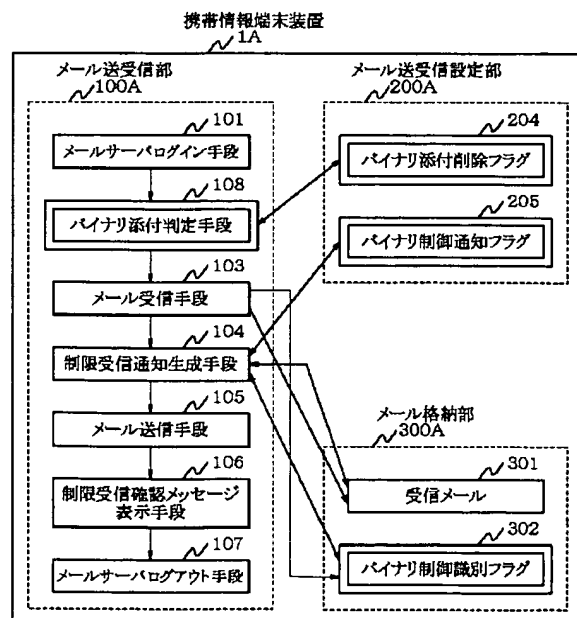 携帯情報端末装置
1A
メール送受信部
100A
101
メールサーバログイン手段
108
バイナリ添付判定手段
103
メール受信手段
104
制限受信通知生成手段
105
メール送信手段
106
制限受信確認メッセージ
表示手段
107
メールサーバログアウト手段
メール送受信設定部
200A
204
バイナリ添付削除フラグ
205
バイナリ制御通知フラグ
メール格納部
300A
301
受信メール
302
バイナリ制御識別フラグ